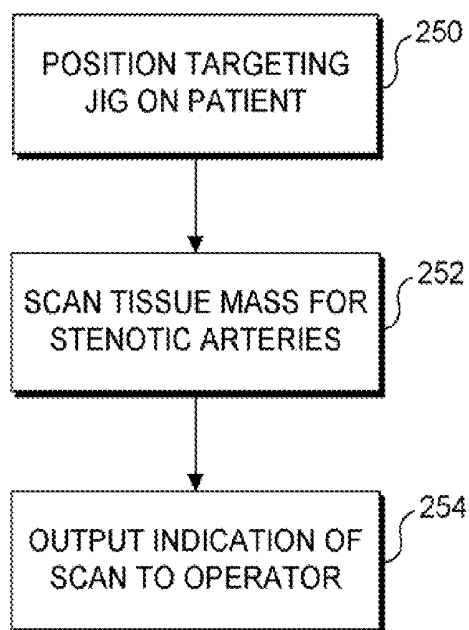 250
POSITION TARGETING
JIG ON PATIENT
252
SCAN TISSUE MASS FOR
STENOTIC ARTERIES
254
OUTPUT INDICATION OF
SCAN TO OPERATOR